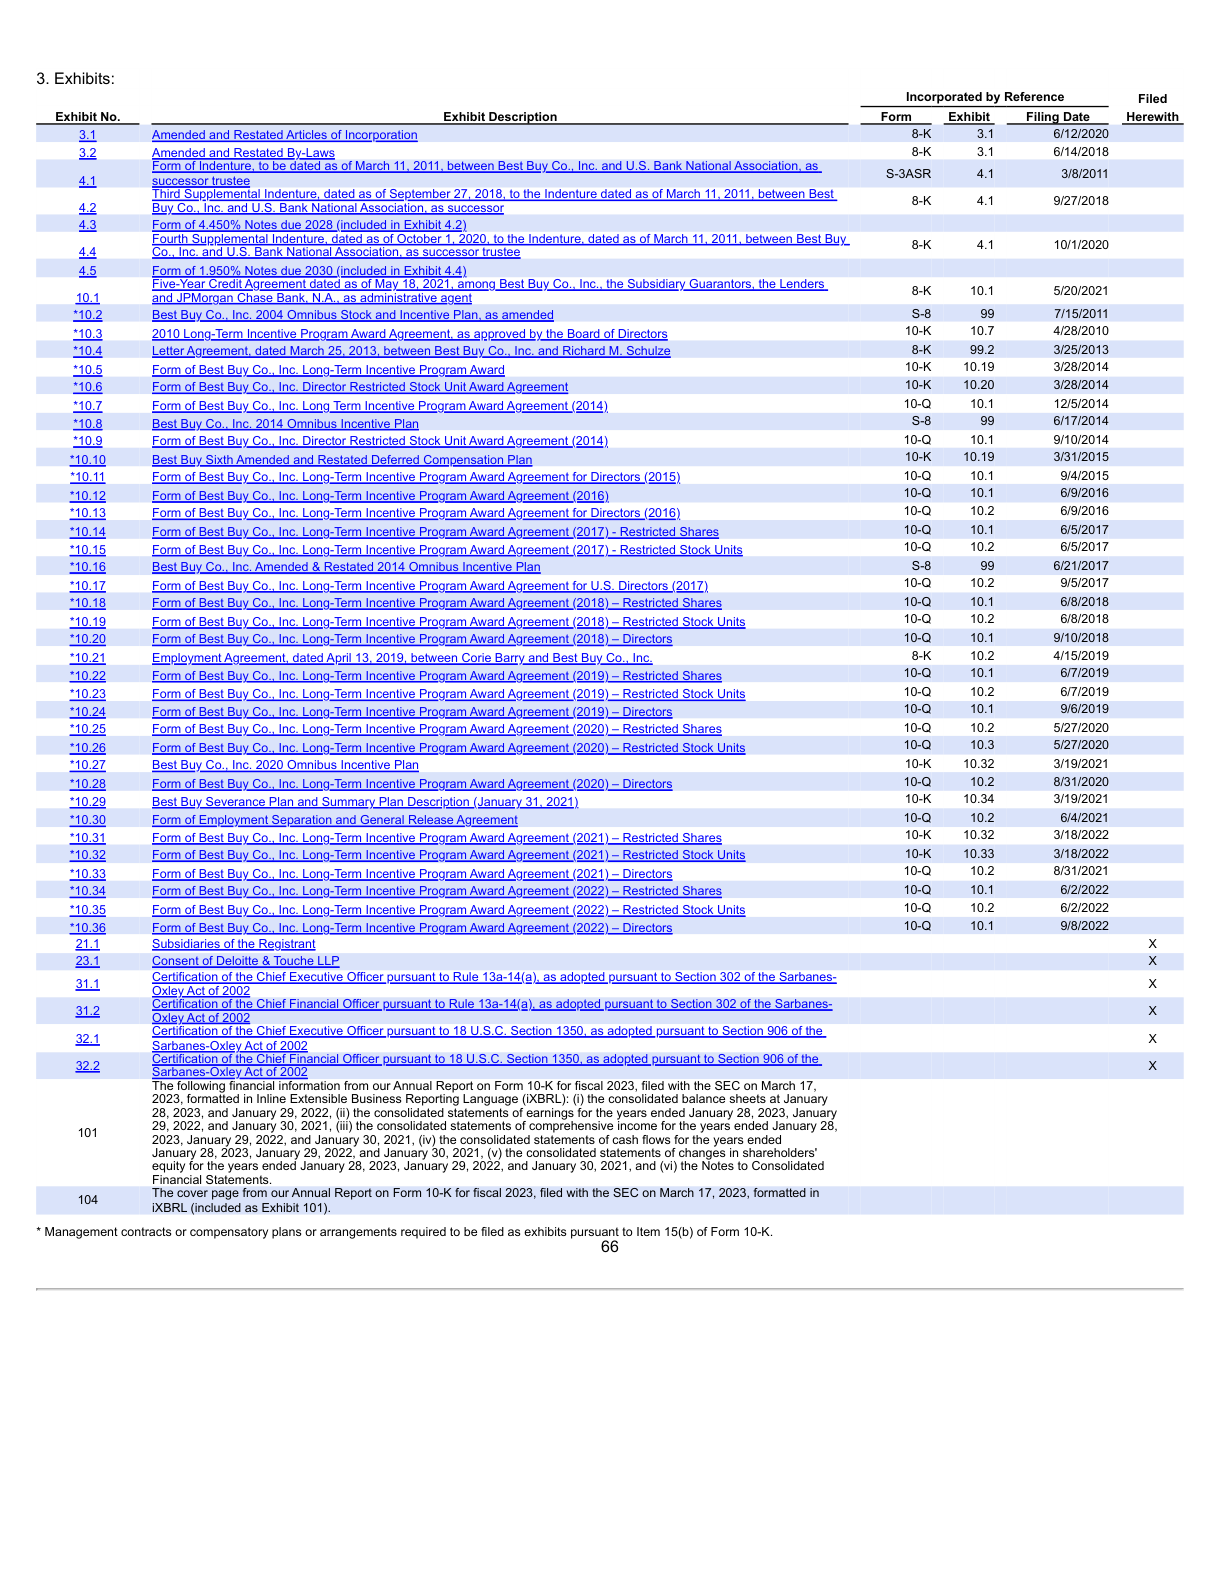 3. Exhibits:
Incorporated by Reference Filed
Exhibit No. Exhibit Description Form Exhibit Filing Date Herewith
3.1 Amended and Restated Articles of Incorporation 8-K 3.1 6/12/2020
3.2 Amended and Restated By-Laws 8-K 3.1 6/14/2018
Form of Indenture, to be dated as of March 11, 2011, between Best Buy Co., Inc. and U.S. Bank National Association, as
4.1 successor trustee S-3ASR 4.1 3/8/2011
Third Supplemental Indenture, dated as of September 27, 2018, to the Indenture dated as of March 11, 2011, between Best
4.2 Buy Co., Inc. and U.S. Bank National Association, as successor 8-K 4.1 9/27/2018
4.3 Form of 4.450% Notes due 2028 (included in Exhibit 4.2)
Fourth Supplemental Indenture, dated as of October 1, 2020, to the Indenture, dated as of March 11, 2011, between Best Buy
4.4 Co., Inc. and U.S. Bank National Association, as successor trustee 8-K 4.1 10/1/2020
4.5 Form of 1.950% Notes due 2030 (included in Exhibit 4.4)
Five-Year Credit Agreement dated as of May 18, 2021, among Best Buy Co., Inc., the Subsidiary Guarantors, the Lenders
10.1 and JPMorgan Chase Bank, N.A., as administrative agent 8-K 10.1 5/20/2021
*10.2 Best Buy Co., Inc. 2004 Omnibus Stock and Incentive Plan, as amended S-8 99 7/15/2011
*10.3 2010 Long-Term Incentive Program Award Agreement, as approved by the Board of Directors 10-K 10.7 4/28/2010
*10.4 Letter Agreement, dated March 25, 2013, between Best Buy Co., Inc. and Richard M. Schulze 8-K 99.2 3/25/2013
*10.5 Form of Best Buy Co., Inc. Long-Term Incentive Program Award 10-K 10.19 3/28/2014
*10.6 Form of Best Buy Co., Inc. Director Restricted Stock Unit Award Agreement 10-K 10.20 3/28/2014
*10.7 Form of Best Buy Co., Inc. Long Term Incentive Program Award Agreement (2014) 10-Q 10.1 12/5/2014
*10.8 Best Buy Co., Inc. 2014 Omnibus Incentive Plan S-8 99 6/17/2014
*10.9 Form of Best Buy Co., Inc. Director Restricted Stock Unit Award Agreement (2014) 10-Q 10.1 9/10/2014
*10.10 Best Buy Sixth Amended and Restated Deferred Compensation Plan 10-K 10.19 3/31/2015
*10.11 Form of Best Buy Co., Inc. Long-Term Incentive Program Award Agreement for Directors (2015) 10-Q 10.1 9/4/2015
*10.12 Form of Best Buy Co., Inc. Long-Term Incentive Program Award Agreement (2016) 10-Q 10.1 6/9/2016
*10.13 Form of Best Buy Co., Inc. Long-Term Incentive Program Award Agreement for Directors (2016) 10-Q 10.2 6/9/2016
*10.14 Form of Best Buy Co., Inc. Long-Term Incentive Program Award Agreement (2017) - Restricted Shares 10-Q 10.1 6/5/2017
*10.15 Form of Best Buy Co., Inc. Long-Term Incentive Program Award Agreement (2017) - Restricted Stock Units 10-Q 10.2 6/5/2017
*10.16 Best Buy Co., Inc. Amended & Restated 2014 Omnibus Incentive Plan S-8 99 6/21/2017
*10.17 Form of Best Buy Co., Inc. Long-Term Incentive Program Award Agreement for U.S. Directors (2017) 10-Q 10.2 9/5/2017
*10.18 Form of Best Buy Co., Inc. Long-Term Incentive Program Award Agreement (2018) – Restricted Shares 10-Q 10.1 6/8/2018
*10.19 Form of Best Buy Co., Inc. Long-Term Incentive Program Award Agreement (2018) – Restricted Stock Units 10-Q 10.2 6/8/2018
*10.20 Form of Best Buy Co., Inc. Long-Term Incentive Program Award Agreement (2018) – Directors 10-Q 10.1 9/10/2018
*10.21 Employment Agreement, dated April 13, 2019, between Corie Barry and Best Buy Co., Inc. 8-K 10.2 4/15/2019
*10.22 Form of Best Buy Co., Inc. Long-Term Incentive Program Award Agreement (2019) – Restricted Shares 10-Q 10.1 6/7/2019
*10.23 Form of Best Buy Co., Inc. Long-Term Incentive Program Award Agreement (2019) – Restricted Stock Units 10-Q 10.2 6/7/2019
*10.24 Form of Best Buy Co., Inc. Long-Term Incentive Program Award Agreement (2019) – Directors 10-Q 10.1 9/6/2019
*10.25 Form of Best Buy Co., Inc. Long-Term Incentive Program Award Agreement (2020) – Restricted Shares 10-Q 10.2 5/27/2020
*10.26 Form of Best Buy Co., Inc. Long-Term Incentive Program Award Agreement (2020) – Restricted Stock Units 10-Q 10.3 5/27/2020
*10.27 Best Buy Co., Inc. 2020 Omnibus Incentive Plan 10-K 10.32 3/19/2021
*10.28 Form of Best Buy Co., Inc. Long-Term Incentive Program Award Agreement (2020) – Directors 10-Q 10.2 8/31/2020
*10.29 Best Buy Severance Plan and Summary Plan Description (January 31, 2021) 10-K 10.34 3/19/2021
*10.30 Form of Employment Separation and General Release Agreement 10-Q 10.2 6/4/2021
*10.31 Form of Best Buy Co., Inc. Long-Term Incentive Program Award Agreement (2021) – Restricted Shares 10-K 10.32 3/18/2022
*10.32 Form of Best Buy Co., Inc. Long-Term Incentive Program Award Agreement (2021) – Restricted Stock Units 10-K 10.33 3/18/2022
*10.33 Form of Best Buy Co., Inc. Long-Term Incentive Program Award Agreement (2021) – Directors 10-Q 10.2 8/31/2021
*10.34 Form of Best Buy Co., Inc. Long-Term Incentive Program Award Agreement (2022) – Restricted Shares 10-Q 10.1 6/2/2022
*10.35 Form of Best Buy Co., Inc. Long-Term Incentive Program Award Agreement (2022) – Restricted Stock Units 10-Q 10.2 6/2/2022
*10.36 Form of Best Buy Co., Inc. Long-Term Incentive Program Award Agreement (2022) – Directors 10-Q 10.1 9/8/2022
21.1 Subsidiaries of the Registrant X
23.1 Consent of Deloitte & Touche LLP X
31.1 Certification of the Chief Executive Officer pursuant to Rule 13a-14(a), as adopted pursuant to Section 302 of the Sarbanes- X
Oxley Act of 2002
31.2 Certification of the Chief Financial Officer pursuant to Rule 13a-14(a), as adopted pursuant to Section 302 of the Sarbanes- X
Oxley Act of 2002
32.1 Certification of the Chief Executive Officer pursuant to 18 U.S.C. Section 1350, as adopted pursuant to Section 906 of the X
Sarbanes-Oxley Act of 2002
32.2 Certification of the Chief Financial Officer pursuant to 18 U.S.C. Section 1350, as adopted pursuant to Section 906 of the X
Sarbanes-Oxley Act of 2002
The following financial information from our Annual Report on Form 10-K for fiscal 2023, filed with the SEC on March 17,
2023, formatted in Inline Extensible Business Reporting Language (iXBRL): (i) the consolidated balance sheets at January
28, 2023, and January 29, 2022, (ii) the consolidated statements of earnings for the years ended January 28, 2023, January
29, 2022, and January 30, 2021, (iii) the consolidated statements of comprehensive income for the years ended January 28,
101 2023, January 29, 2022, and January 30, 2021, (iv) the consolidated statements of cash flows for the years ended
January 28, 2023, January 29, 2022, and January 30, 2021, (v) the consolidated statements of changes in shareholders'
equity for the years ended January 28, 2023, January 29, 2022, and January 30, 2021, and (vi) the Notes to Consolidated
Financial Statements.
104 The cover page from our Annual Report on Form 10-K for fiscal 2023, filed with the SEC on March 17, 2023, formatted in
iXBRL (included as Exhibit 101).
* Management contracts or compensatory plans or arrangements required to be filed as exhibits pursuant to Item 15(b) of Form 10-K.
66